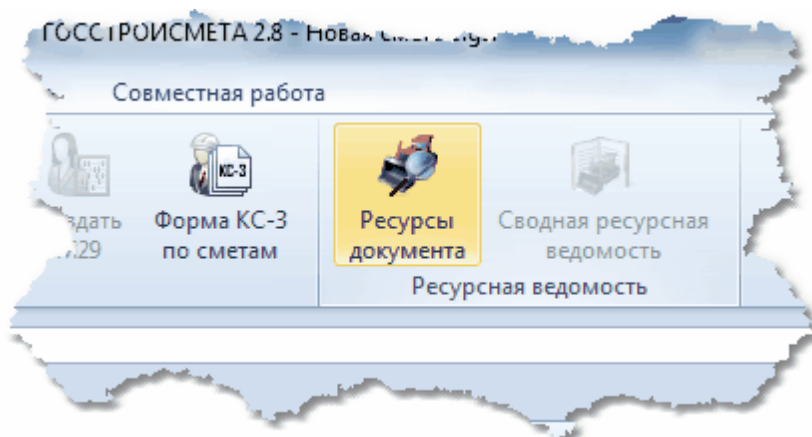 ГОССТРОЙСМЕТА 2.8 - Новая
Совместная работа
Форма КС-3
по сметам
КС-3
Ресурсы
документа
Сводная ресурсная
ведомость
Ресурсная ведомость